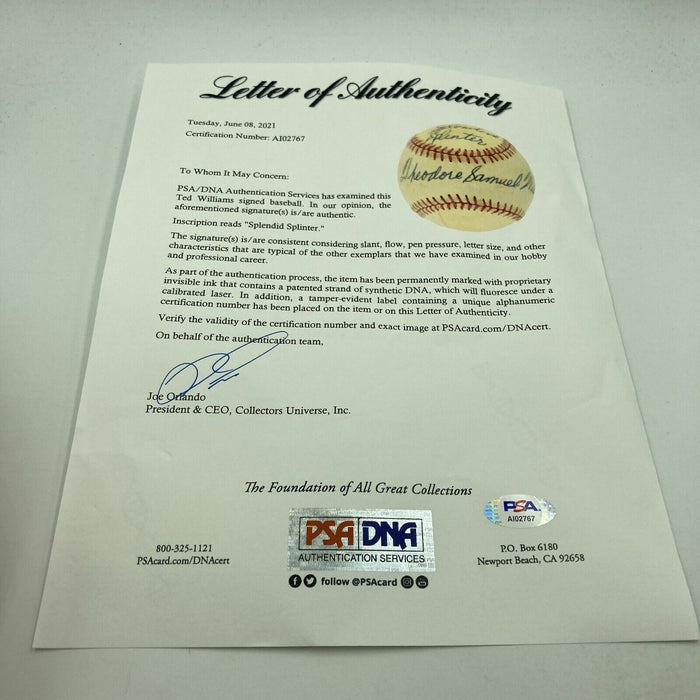 Letter of Authenticity
Tuesday, June 08, 2021
Certification Number: AI02767
Splinter
Theodore Samuel
To Whom It May Concern:
PSA/DNA Authentication Services has examined this
Ted Williams signed baseball. In our opinion, the
aforementioned signature(s) is/are authentic.
Inscription reads "Splendid Splinter."
The signature(s) is/are consistent considering slant, flow, pen pressure, letter size, and other
characteristics that are typical of the other exemplars that we have examined in our hobby
and professional career.
As part of the authentication process, the item has been permanently marked with proprietary
invisible ink that contains a patented strand of synthetic DNA, which will fluoresce under a
calibrated laser. In addition, a tamper-evident label containing a unique alphanumeric
certification number has been placed on the item or on this Letter of Authenticity.
Verify the validity of the certification number and exact image at PSAcard.com/DNAcert.
On behalf of the authentication team,
Joe Orlando
President & CEO, Collectors Universe, Inc.
The Foundation of All Great Collections
PSA
AI02767
PSA DNA
AUTHENTICATION SERVICES
800-325-1121
PSAcard.com/DNAcert
P.O. Box 6180
Newport Beach, CA 92658
follow @PSAcard